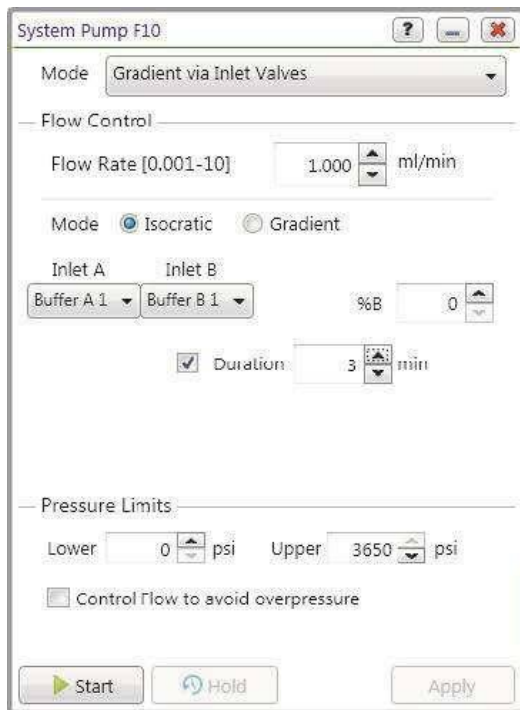 System Pump F10 ?
Mode Gradient via Inlet Valves
Flow Control
Flow Rate [0.001-10] 1.000 ml/min
Mode Isocratic Gradient
Inlet A Inlet B
Buffer A 1 Buffer B 1 %B 0
Duration 3 min
Pressure Limits
Lower 0 psi Upper 3650 psi
Control Flow to avoid overpressure
Start Hold Apply